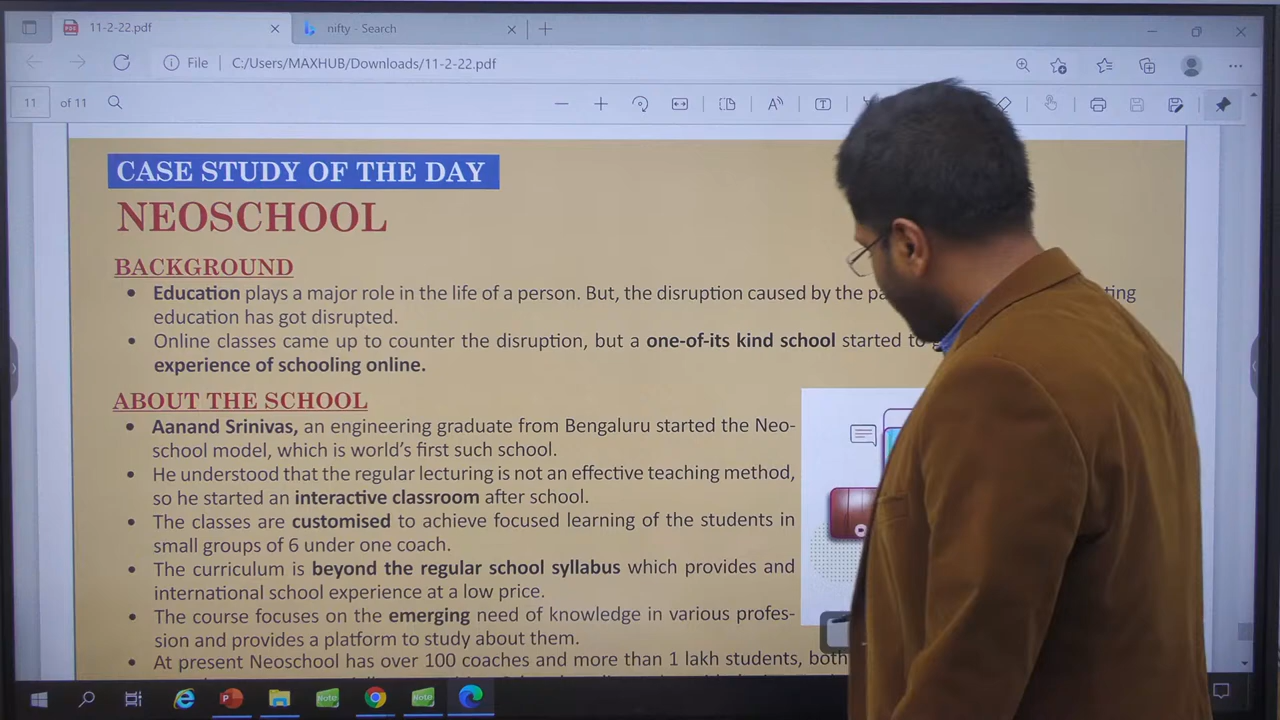 11-2-22.pdf
nifty - Search
File
C:/Users/MAXHUB/Downloads/11-2-22.pdf
11 of 11
CASE STUDY OF THE DAY
NEOSCHOOL
BACKGROUND
• Education plays a major role in the life of a person. But, the disruption caused by the
education has got disrupted.
• Online classes came up to counter the disruption, but a one-of-its kind school started to
experience of schooling online.
ABOUT THE SCHOOL
• Aanand Srinivas, an engineering graduate from Bengaluru started the Neo-
school model, which is world's first such school.
• He understood that the regular lecturing is not an effective teaching method,
so he started an interactive classroom after school.
• The classes are customised to achieve focused learning of the students in
small groups of 6 under one coach.
• The curriculum is beyond the regular school syllabus which provides and
international school experience at a low price.
• The course focuses on the emerging need of knowledge in various profes-
sion and provides a platform to study about them.
• At present Neoschool has over 100 coaches and more than 1 lakh students, both